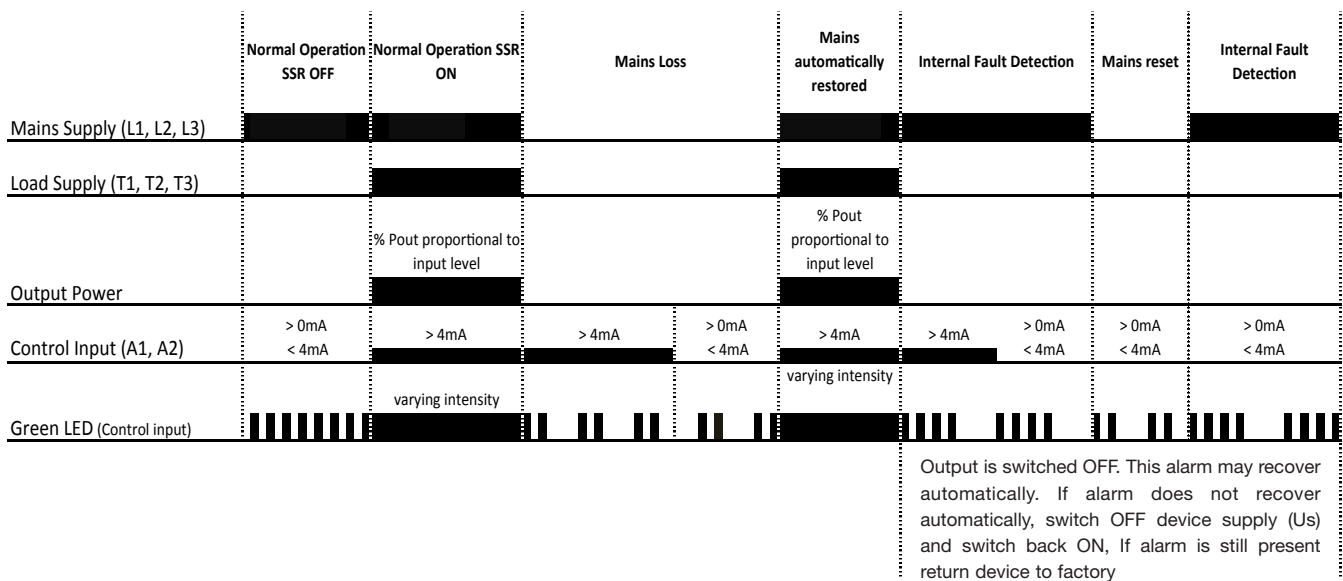 Normal Operation
SSR OFF
Normal Operation SSR
ON
Mains Loss
Mains
automatically
restored
Internal Fault Detection
Mains reset
Internal Fault
Detection
Mains Supply (L1, L2, L3)
Load Supply (T1, T2, T3)
% Pout proportional to
input level
% Pout
proportional to
input level
Output Power
Control Input (A1, A2)
> 0mA
< 4mA
> 4mA
> 4mA
> 0mA
< 4mA
> 4mA
> 4mA
> 0mA
< 4mA
> 0mA
< 4mA
> 0mA
< 4mA
varying intensity
varying intensity
Green LED (Control input)
Output is switched OFF. This alarm may recover
automatically. If alarm does not recover
automatically, switch OFF device supply (Us)
and switch back ON, If alarm is still present
return device to factory